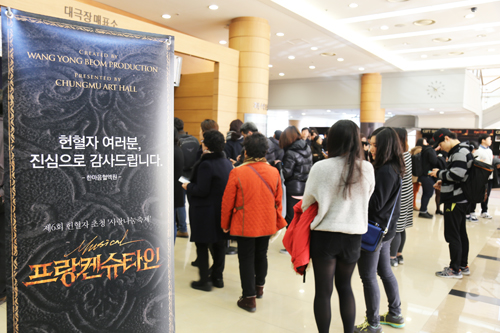 대극장매표소
CREATED BY
WANG YONG BEOM PRODUCTION
PRESENTED BY
CHUNGMU ART HALL
헌혈자 여러분,
진심으로 감사드립니다.
- 한마음혈액원 -
제6회 헌혈자 초청 '사랑나눔축제'
Musical
프랑켄슈타인